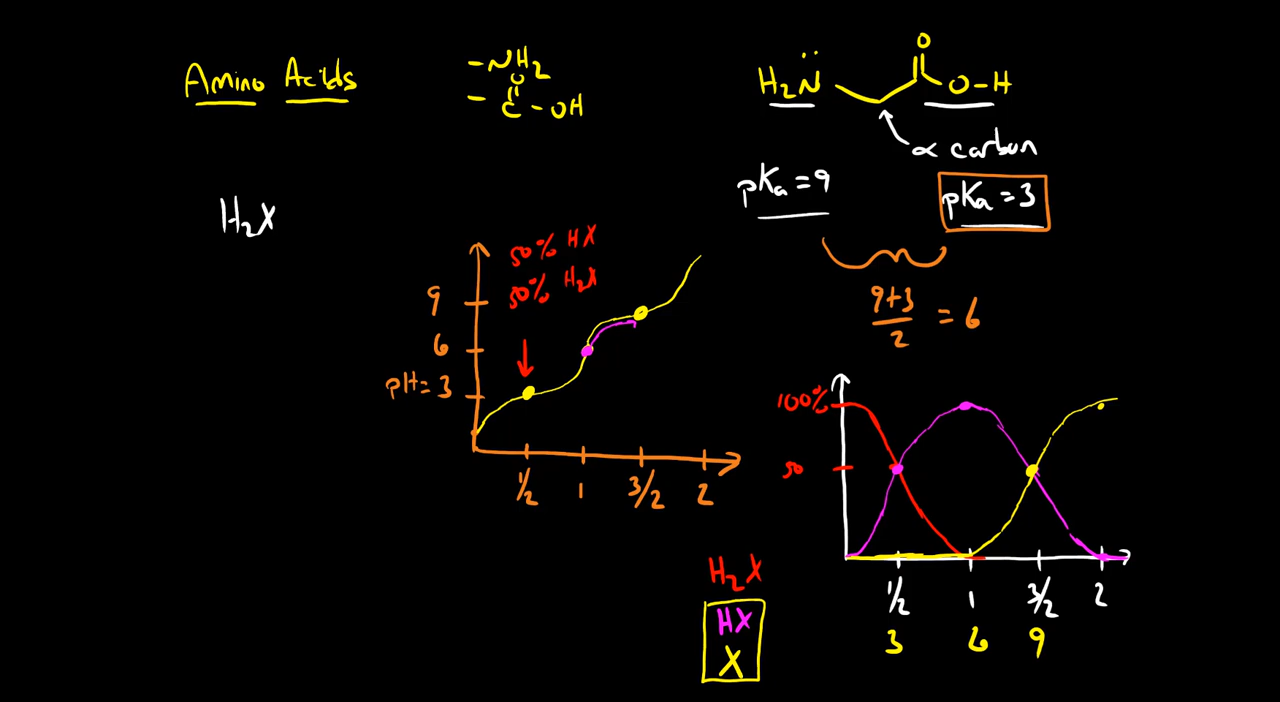 Amino Acids
-NH2
O
- C - OH
O
H2N O-H
α carbon
pKa = 9
pKa = 3
H2X
50% HX
50% H2X
9+3
2
= 6
9
6
pH = 3
1/2 1 3/2 2
100%
50
1/2 1 3/2 2
3 6 9
H2X
HX
X